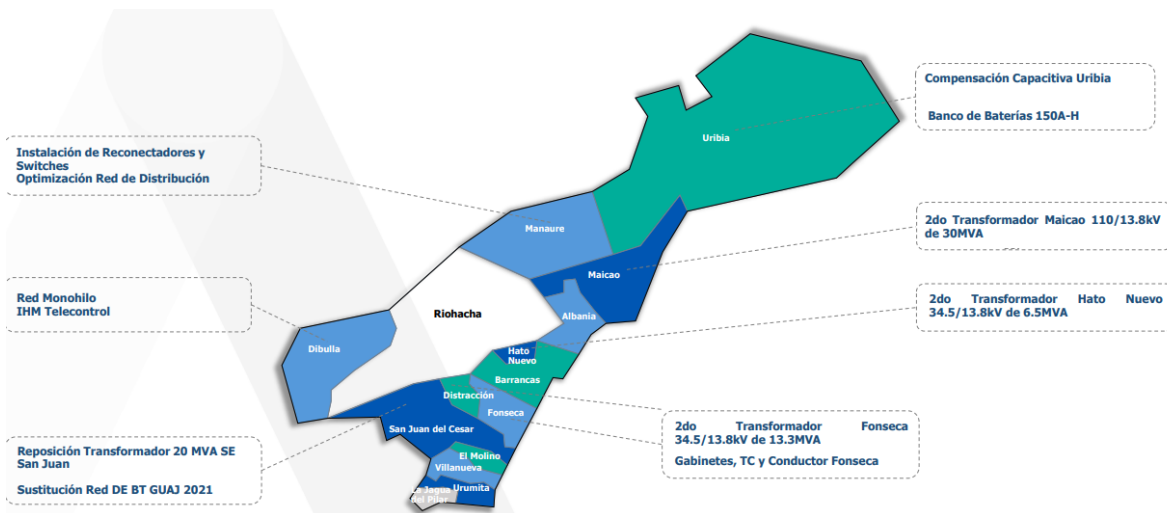 Compensación Capacitiva Uribia
Banco de Baterías 150A-H
Uribia
Instalación de Reconectadores y
Switches
Optimización Red de Distribución
Manaure
2do Transformador Maicao 110/13.8kV
de 30MVA
Maicao
Red Monohilo
IHM Telecontrol
Riohacha
Albania
2do Transformador Hato Nuevo
34.5/13.8kV de 6.5MVA
Dibulla
Hato
Nuevo
Barrancas
Distracción
Fonseca
San Juan del Cesar
2do Transformador Fonseca
34.5/13.8kV de 13.3MVA
Gabinetes, TC y Conductor Fonseca
Reposición Transformador 20 MVA SE
San Juan
Sustitución Red DE BT GUAJ 2021
El Molino
Villanueva
Urumita
La Jagua
del Pilar